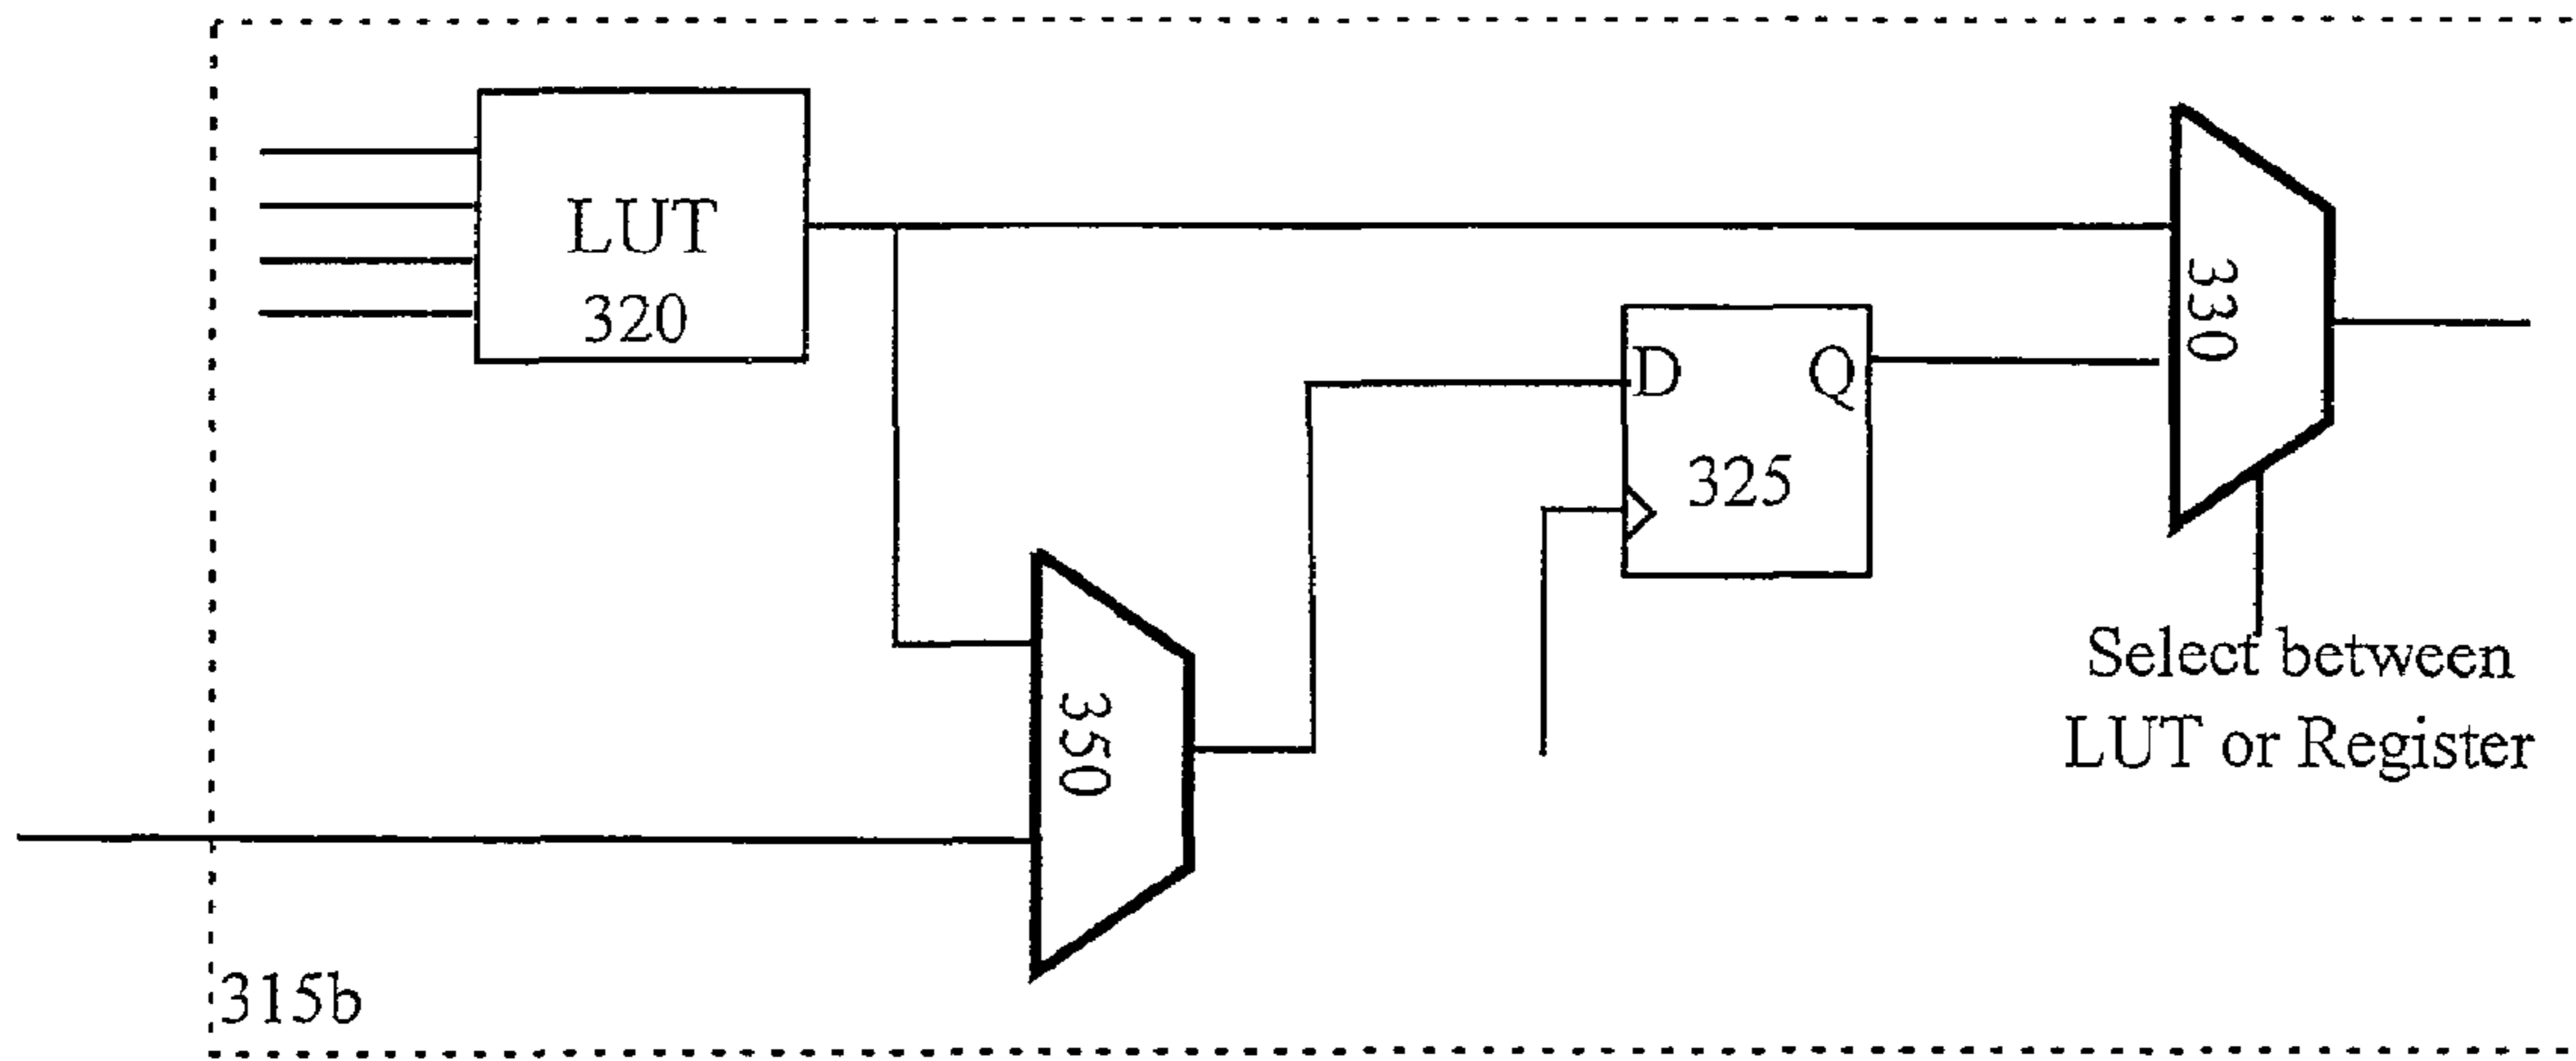 LUT
320
330
D
Q
325
350
Select between
LUT or Register
315b